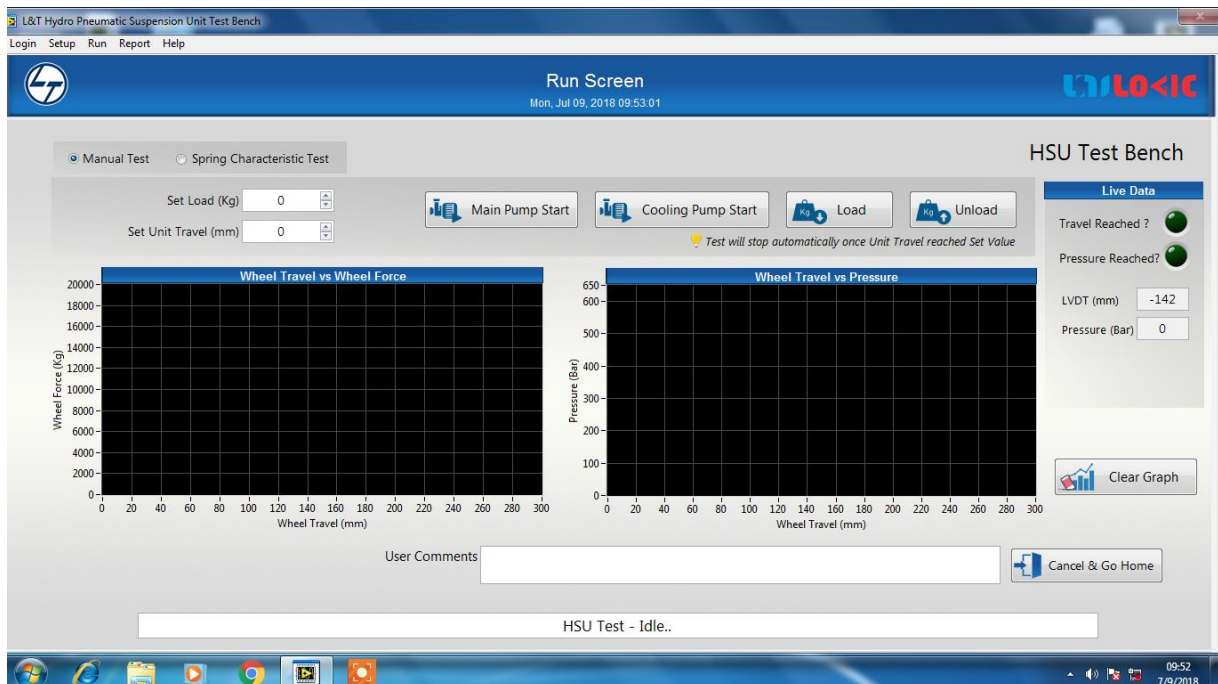 L&T Hydro Pneumatic Suspension Unit Test Bench
Login Setup Run Report Help
Run Screen
Mon, Jul 09, 2018 09:53:01
UNILOGIC
HSU Test Bench
Manual Test Spring Characteristic Test
Set Load (Kg) 0
Set Unit Travel (mm) 0
Main Pump Start
Cooling Pump Start
Kg Load
Kg Unload
Test will stop automatically once Unit Travel reached Set Value
Live Data
Travel Reached ?
Pressure Reached?
LVDT (mm) -142
Pressure (Bar) 0
Wheel Travel vs Wheel Force
20000
18000
16000
14000
12000
10000
8000
6000
4000
2000
0
Wheel Force (Kg)
0 20 40 60 80 100 120 140 160 180 200 220 240 260 280 300
Wheel Travel (mm)
Wheel Travel vs Pressure
650
600
500
400
300
200
100
0
Pressure (Bar)
0 20 40 60 80 100 120 140 160 180 200 220 240 260 280 300
Wheel Travel (mm)
Clear Graph
User Comments
Cancel & Go Home
HSU Test - Idle..
09:52
7/9/2018